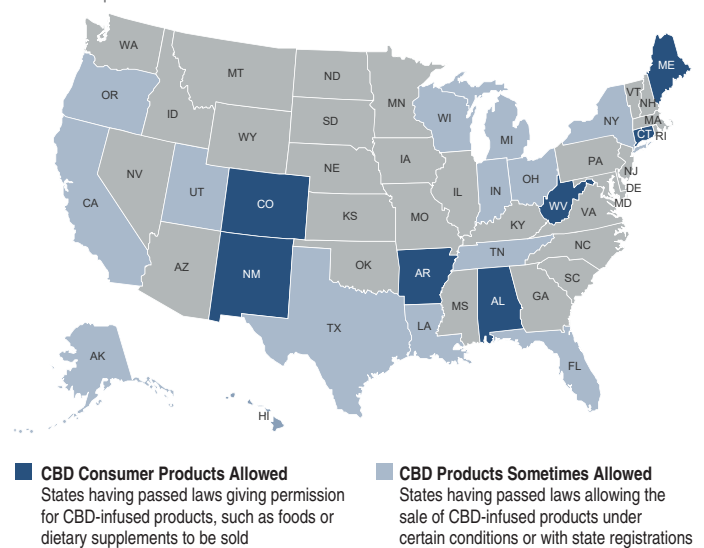 WA
MT
ND
MN
ME
VT
NH
OR
ID
SD
WI
NY
MA
CT
RI
WY
MI
NE
IA
PA
NJ
NV
UT
CO
IL
IN
OH
DE
MD
CA
KS
MO
WV
VA
KY
AZ
NM
OK
AR
TN
NC
SC
MS
AL
GA
TX
LA
AK
FL
HI
CBD Consumer Products Allowed
States having passed laws giving permission
for CBD-infused products, such as foods or
dietary supplements to be sold
CBD Products Sometimes Allowed
States having passed laws allowing the
sale of CBD-infused products under
certain conditions or with state registrations